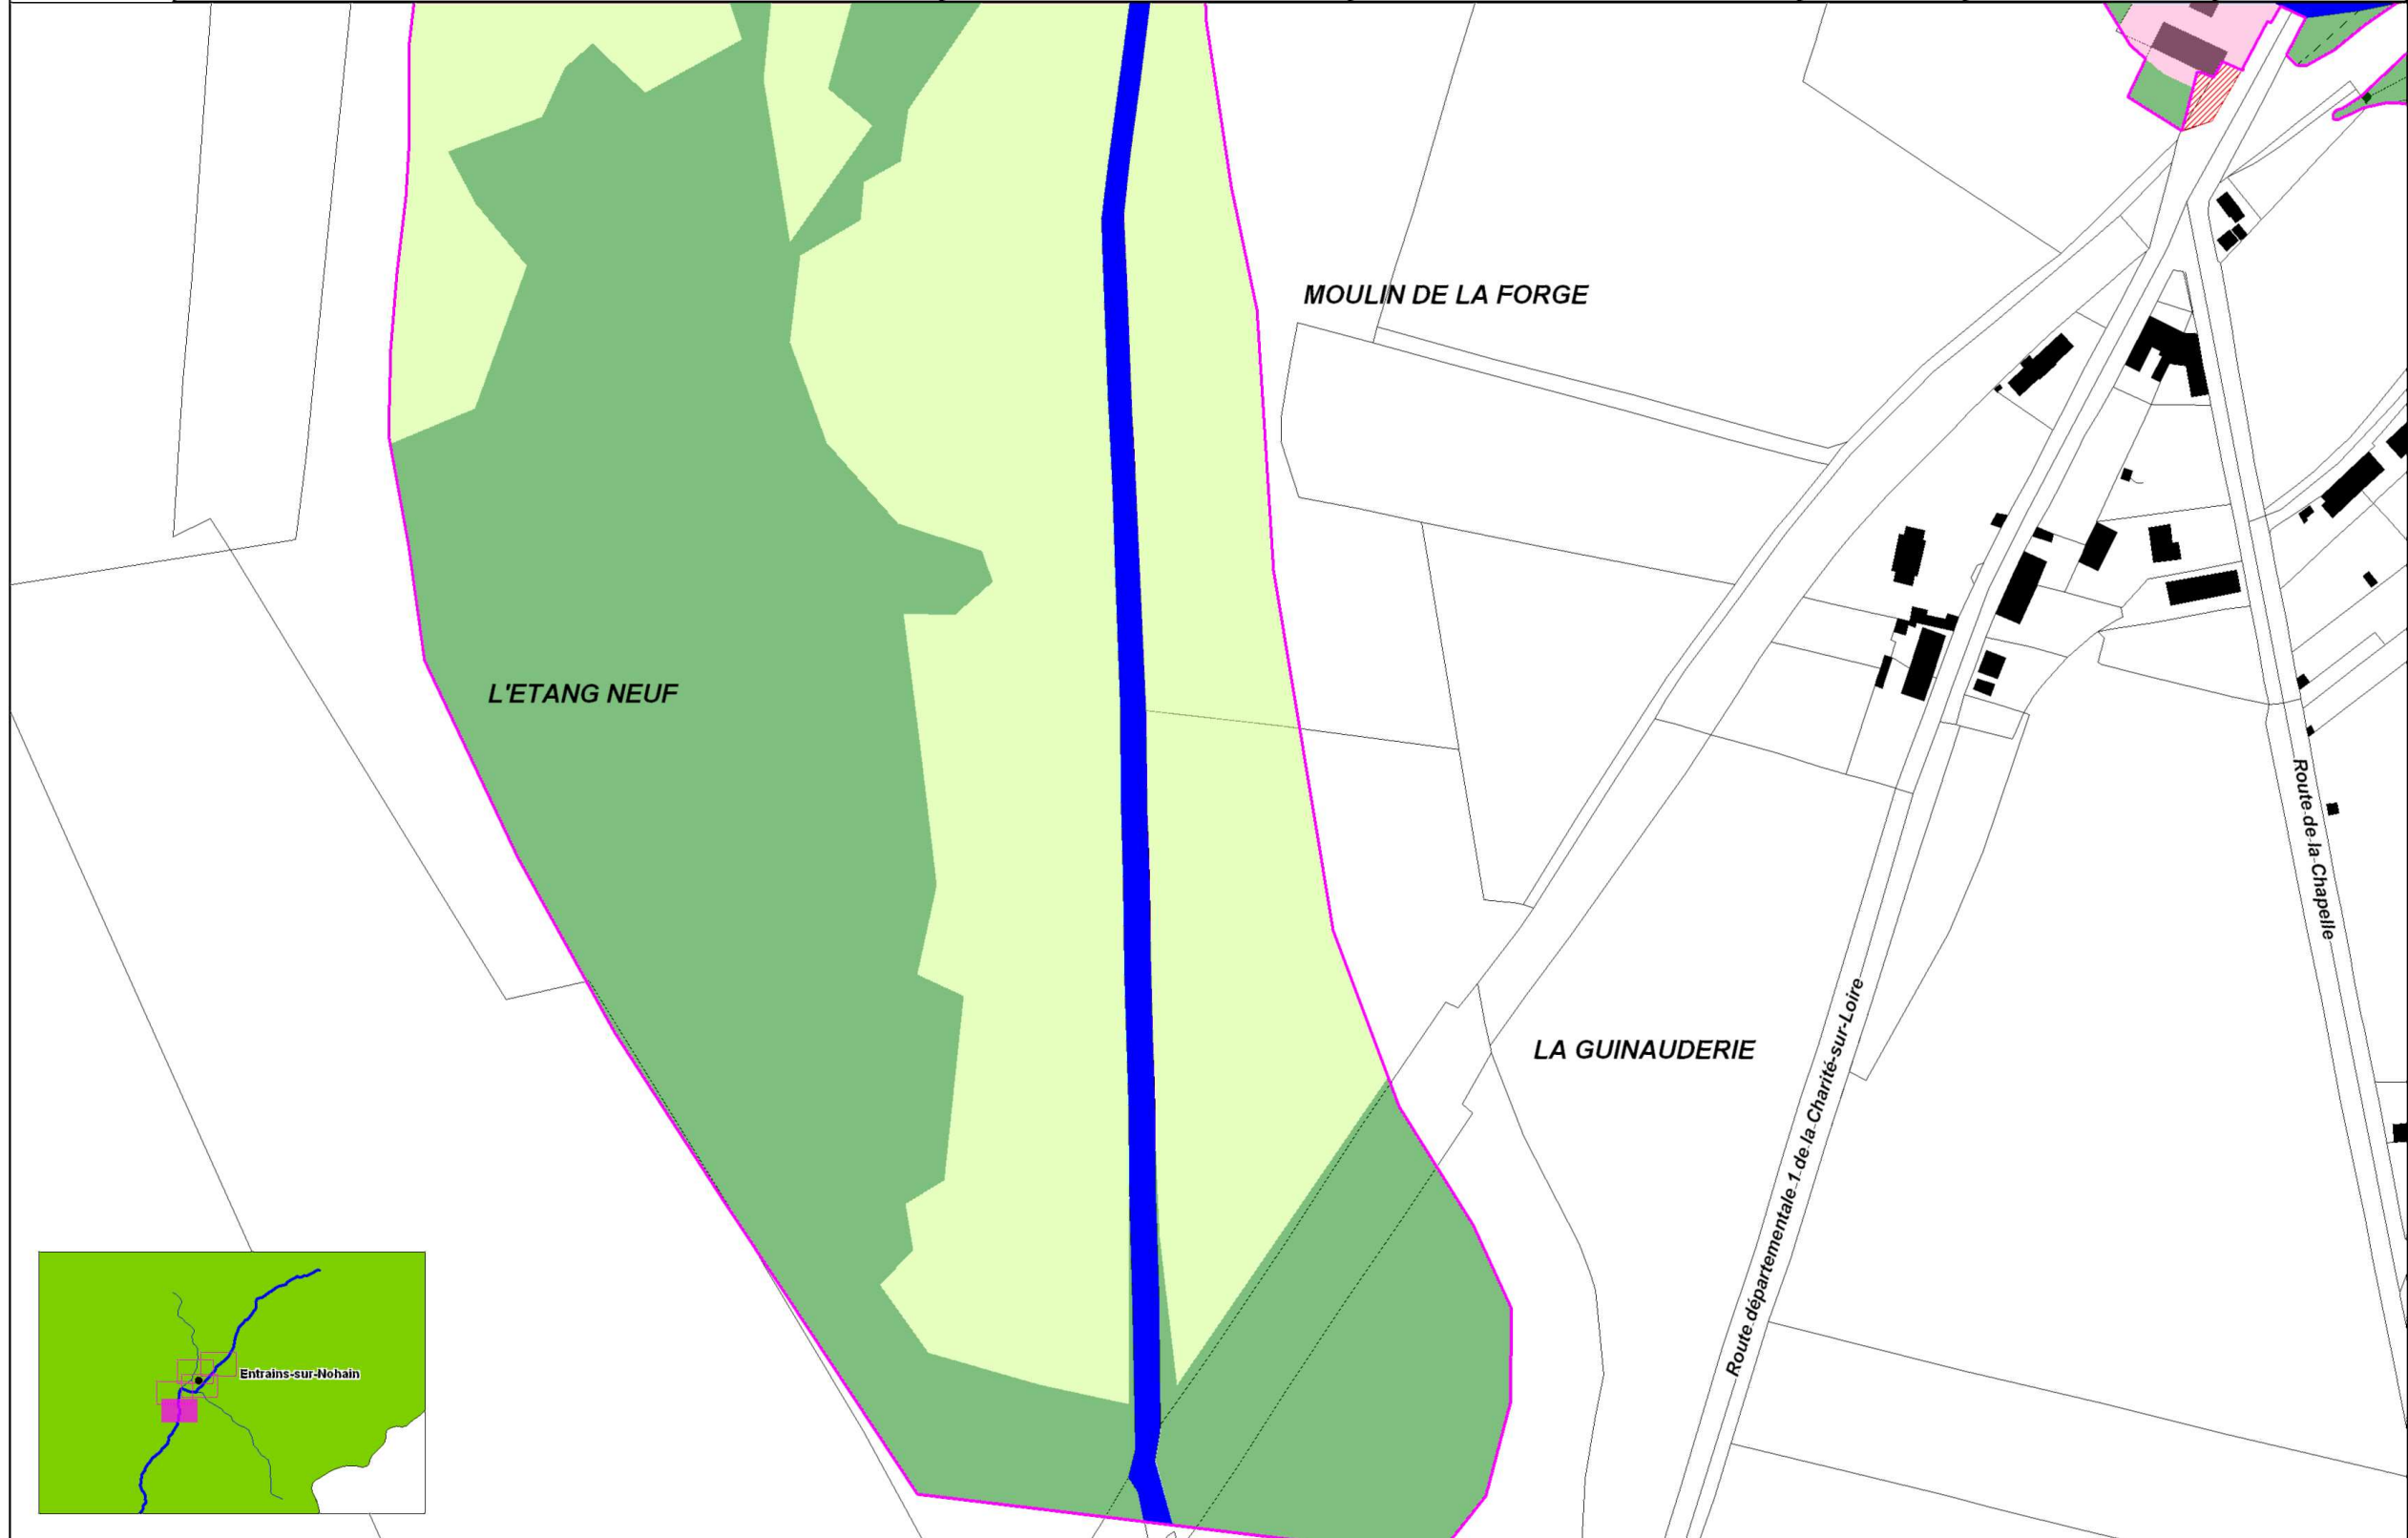 MOULIN DE LA FORGE
L'ETANG NEUF
Route-de-la-Chapelle
LA GUINAUDERIE
Route-départementale-1-de-la-Charité-sur-Loire
Entrains-sur-Nohain